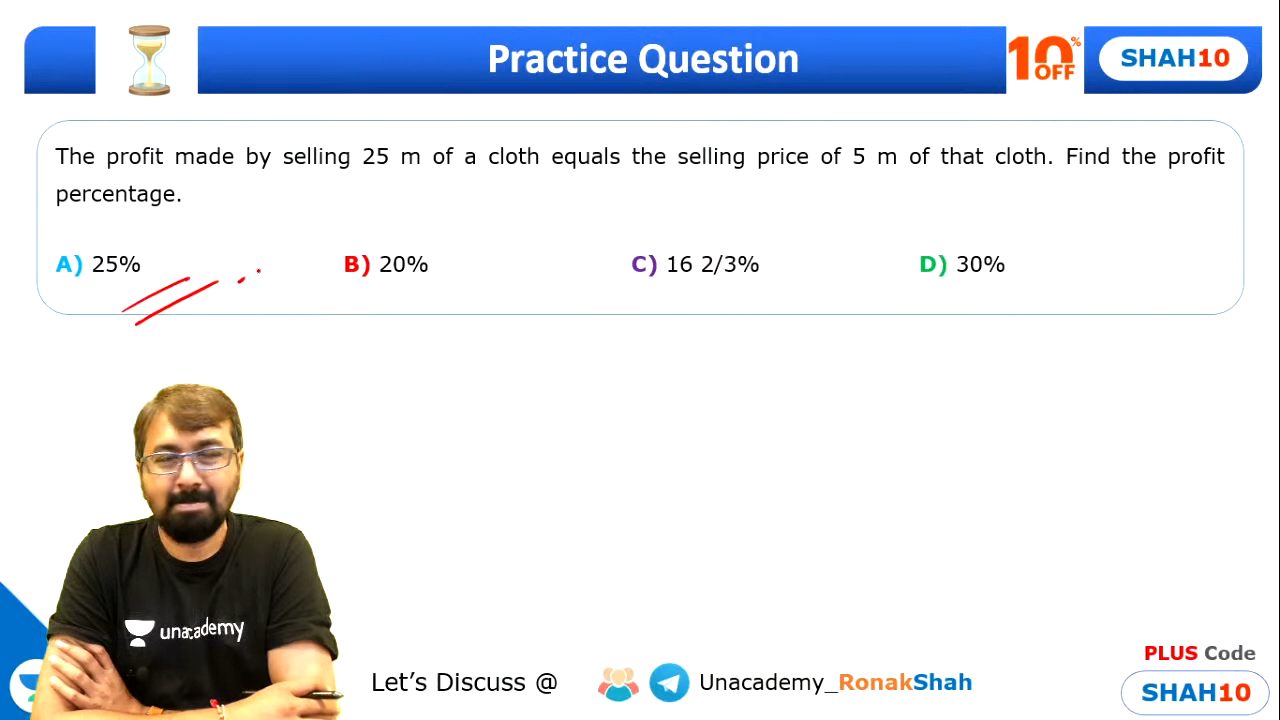 Practice Question
10% OFF
SHAH10
The profit made by selling 25 m of a cloth equals the selling price of 5 m of that cloth. Find the profit
percentage.
A) 25% B) 20% C) 16 2/3% D) 30%
unacademy
PLUS Code
Let's Discuss @ Unacademy_RonakShah
SHAH10